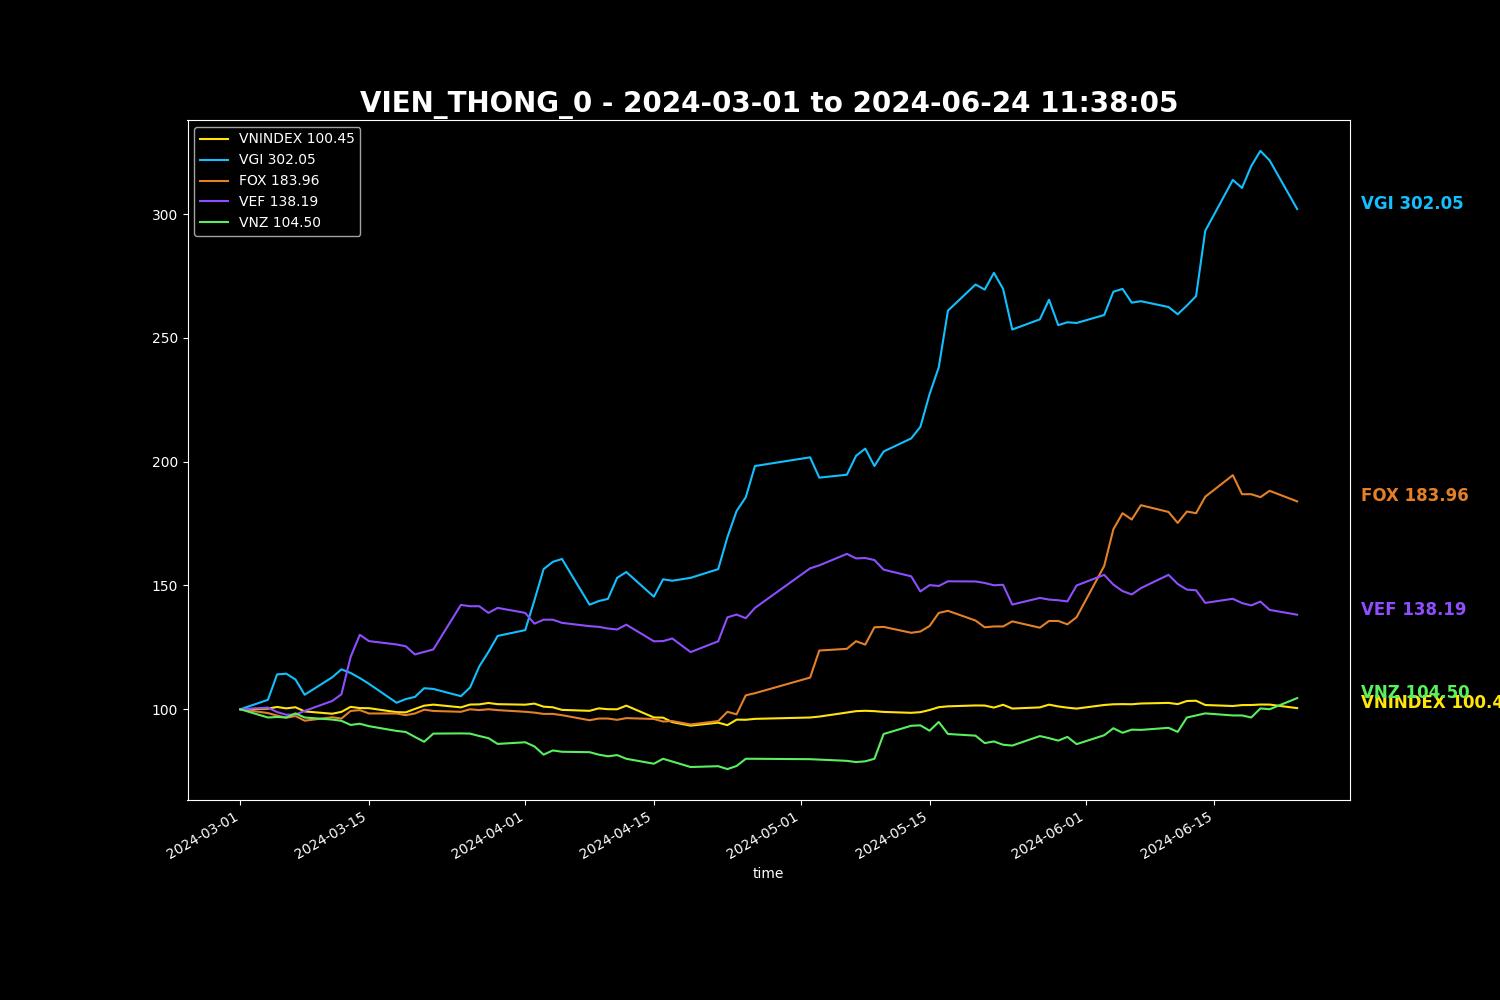 VIEN_THONG_0 - 2024-03-01 to 2024-06-24 11:38:05
VNINDEX 100.45
VGI 302.05
FOX 183.96
VEF 138.19
VNZ 104.50
300
250
200
150
100
VGI 302.05
FOX 183.96
VEF 138.19
VNZ 104.50
VNINDEX 100.4
2024-03-01
2024-03-15
2024-04-01
2024-04-15
2024-05-01
2024-05-15
2024-06-01
2024-06-15
time